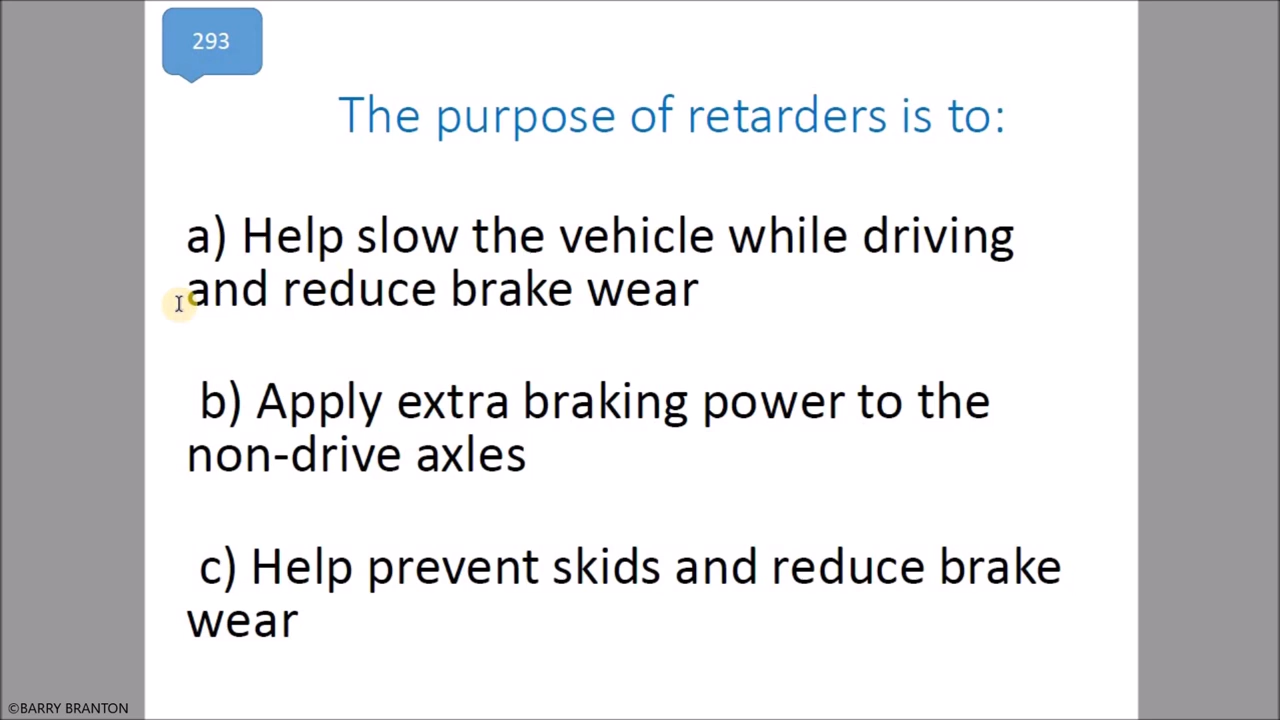 293
The purpose of retarders is to:
a) Help slow the vehicle while driving
and reduce brake wear
b) Apply extra braking power to the
non-drive axles
c) Help prevent skids and reduce brake
wear
©BARRY BRANTON